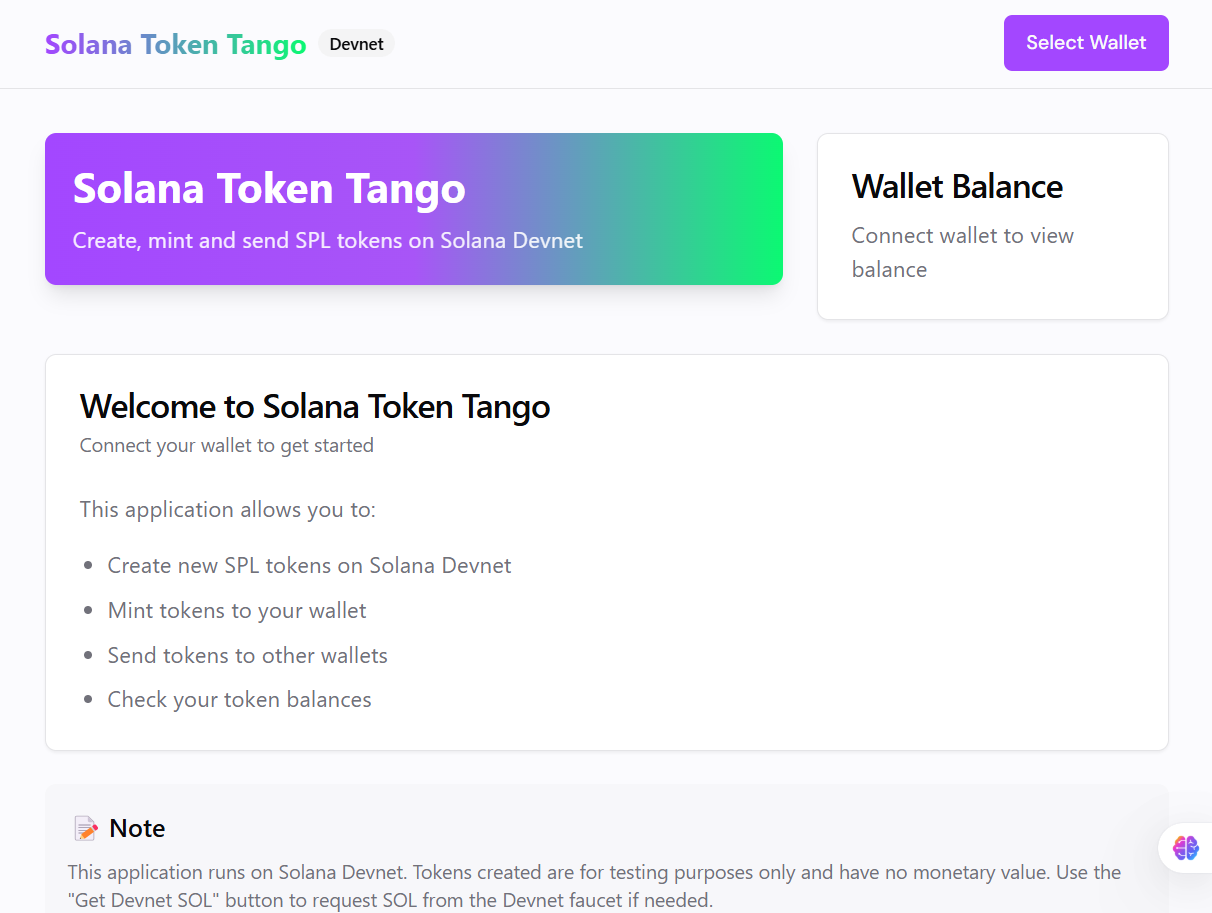 Solana Token Tango Devnet Select Wallet
Solana Token Tango
Create, mint and send SPL tokens on Solana Devnet
Wallet Balance
Connect wallet to view
balance
Welcome to Solana Token Tango
Connect your wallet to get started
This application allows you to:
• Create new SPL tokens on Solana Devnet
• Mint tokens to your wallet
• Send tokens to other wallets
• Check your token balances
📝 Note
This application runs on Solana Devnet. Tokens created are for testing purposes only and have no monetary value. Use the
"Get Devnet SOL" button to request SOL from the Devnet faucet if needed.